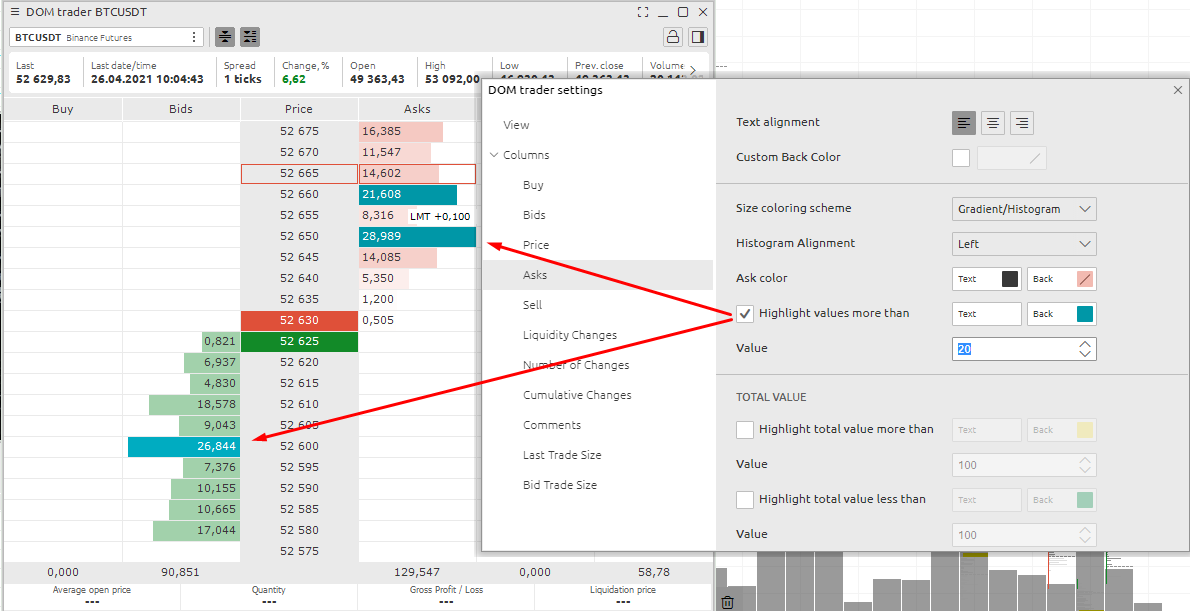 DOM trader BTCUSDT
BTCUSDT Binance Futures
Last Last date/time Spread Change, % Open High Low Prev. close Volume
52 629,83 26.04.2021 10:04:43 1 ticks 6,62 49 363,43 53 092,00
Buy Bids Price Asks
52 675 16,385
52 670 11,547
52 665 14,602
52 660 21,608
52 655 8,316 LMT +0,100
52 650 28,989
52 645 14,085
52 640 5,350
52 635 1,200
52 630 0,505
0,821 52 625
6,937 52 620
4,830 52 615
18,578 52 610
9,043 52 605
26,844 52 600
7,376 52 595
10,155 52 590
10,665 52 585
17,044 52 580
52 575
0,000 90,851 129,547 0,000 58,78
Average open price Quantity Gross Profit / Loss Liquidation price
--- --- --- ---
DOM trader settings
View
Columns
Buy
Bids
Price
Asks
Sell
Liquidity Changes
Number of Changes
Cumulative Changes
Comments
Last Trade Size
Bid Trade Size
Text alignment
Custom Back Color
Size coloring scheme Gradient/Histogram
Histogram Alignment Left
Ask color Text Back
Highlight values more than Text Back
Value 20
TOTAL VALUE
Highlight total value more than Text Back
Value 100
Highlight total value less than Text Back
Value 100